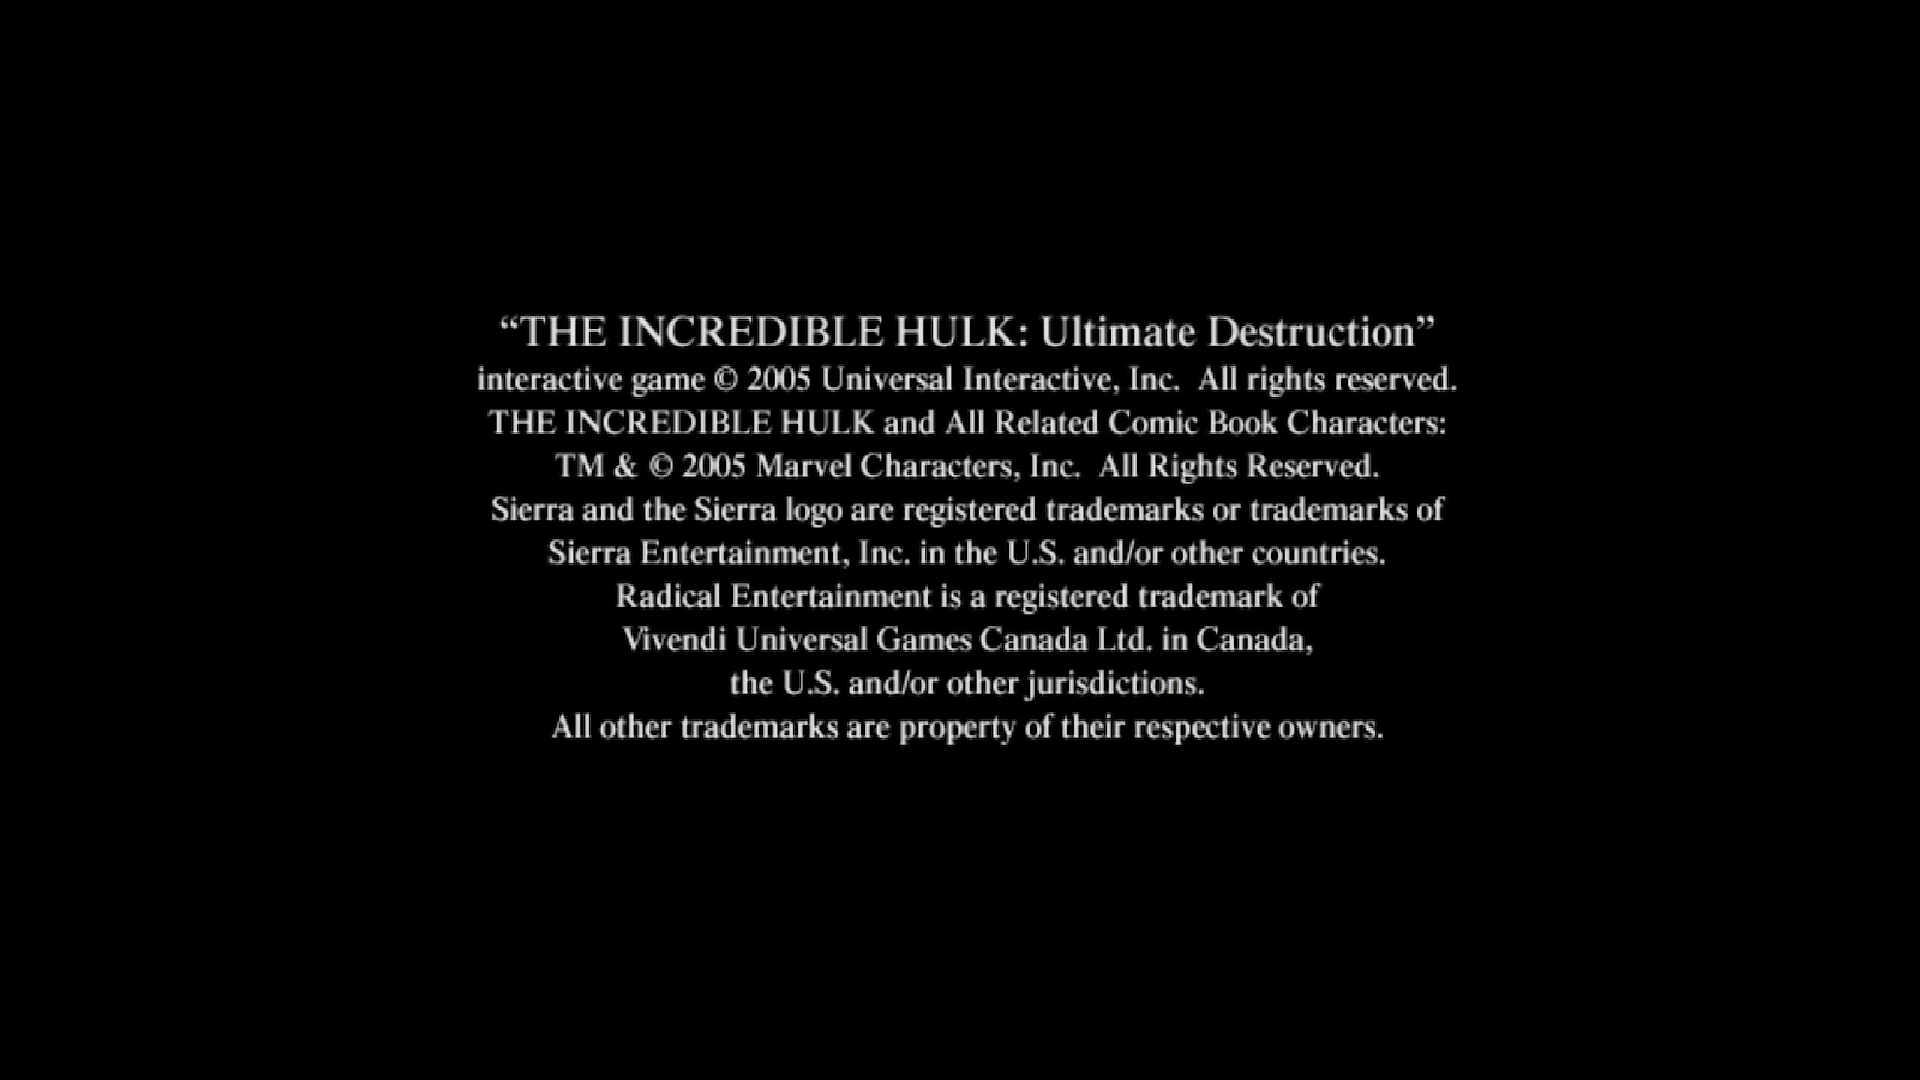 “THE INCREDIBLE HULK: Ultimate Destruction”
interactive game © 2005 Universal Interactive, Inc.  All rights reserved.
THE INCREDIBLE HULK and All Related Comic Book Characters:
TM & © 2005 Marvel Characters, Inc.  All Rights Reserved.
Sierra and the Sierra logo are registered trademarks or trademarks of
Sierra Entertainment, Inc. in the U.S. and/or other countries.
Radical Entertainment is a registered trademark of
Vivendi Universal Games Canada Ltd. in Canada,
the U.S. and/or other jurisdictions.
All other trademarks are property of their respective owners.